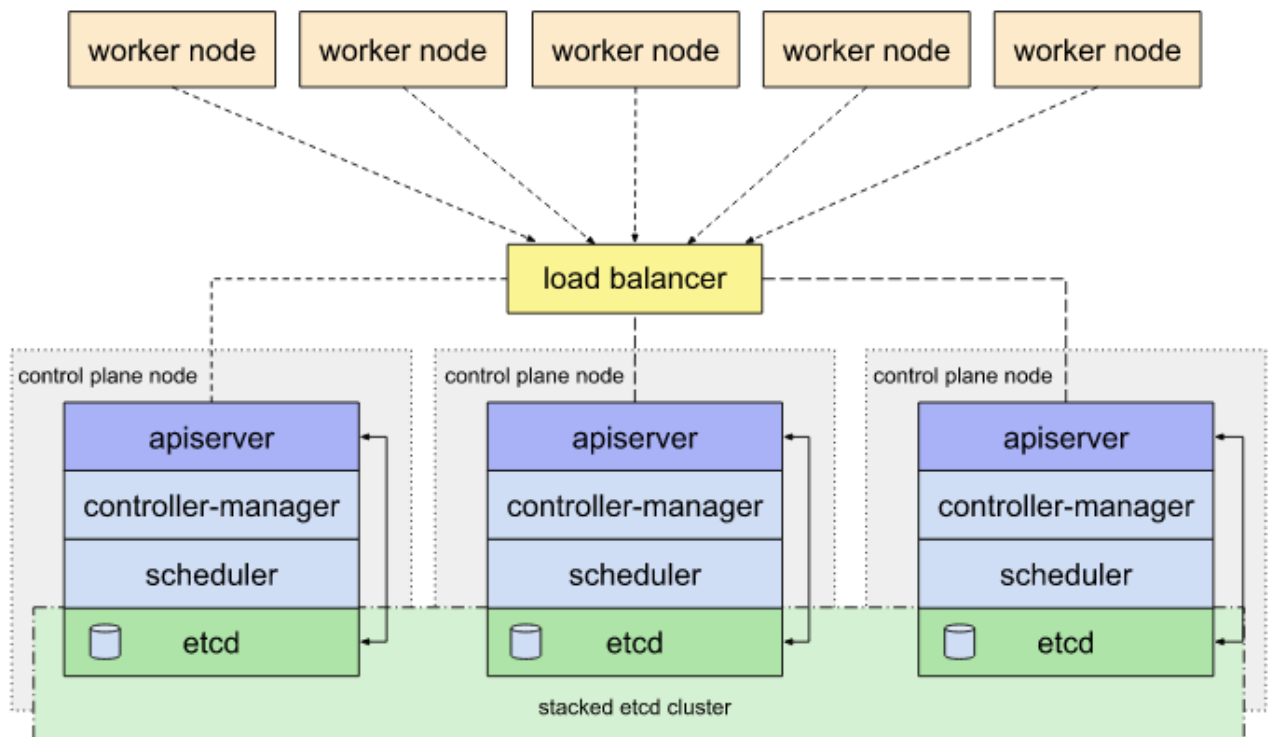 worker node
worker node
worker node
worker node
worker node
load balancer
control plane node
control plane node
control plane node
apiserver
apiserver
apiserver
controller-manager
controller-manager
controller-manager
scheduler
scheduler
scheduler
etcd
etcd
etcd
stacked etcd cluster